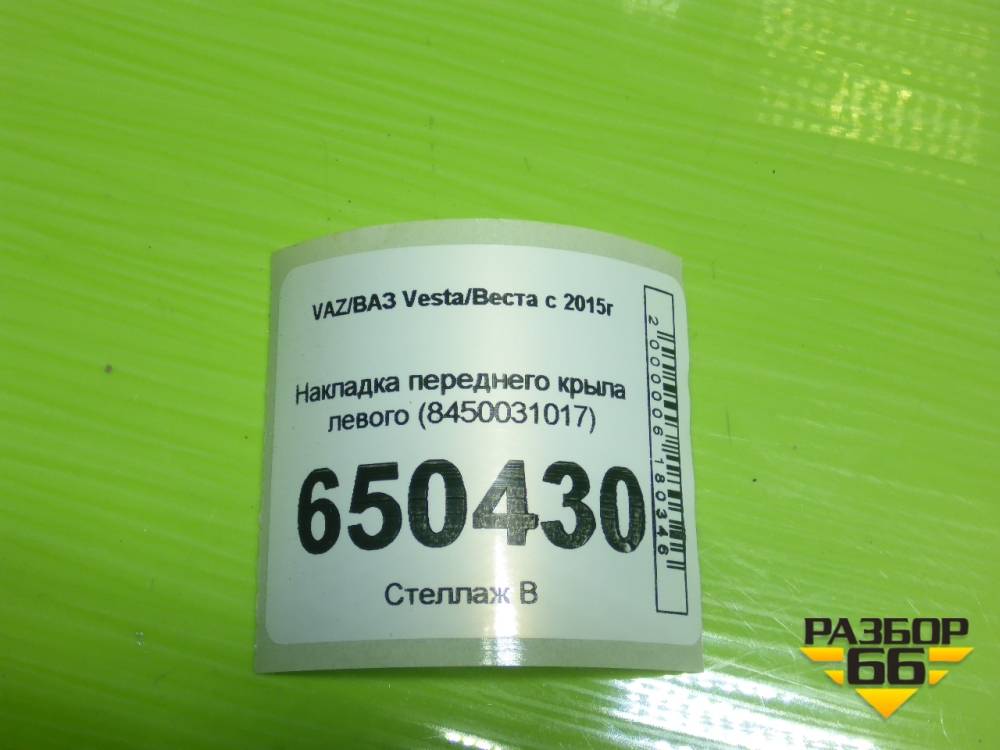 VAZ/ВАЗ Vesta/Веста с 2015г
Накладка переднего крыла
левого (8450031017)
650430
Стеллаж В
2000006180346
РАЗБОР
66